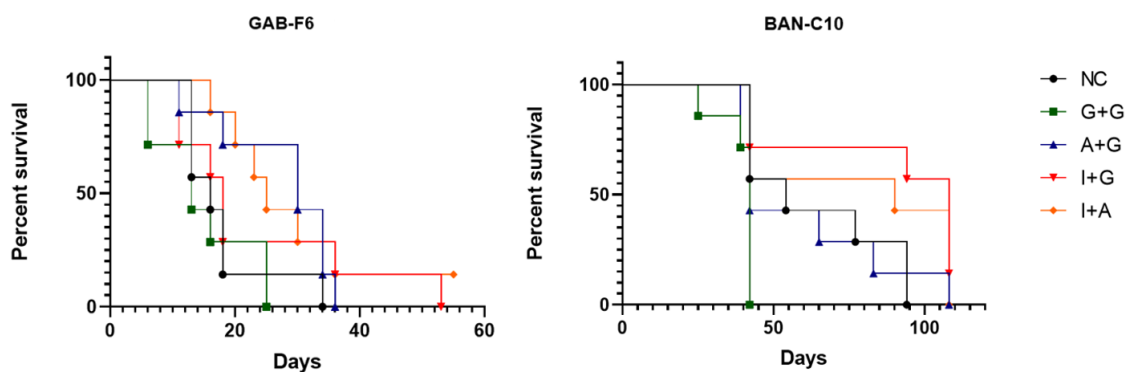 GAB-F6
Percent survival
100
50
0
0
20
40
60
Days
BAN-C10
Percent survival
100
50
0
0
50
100
Days
NC
G+G
A+G
I+G
I+A